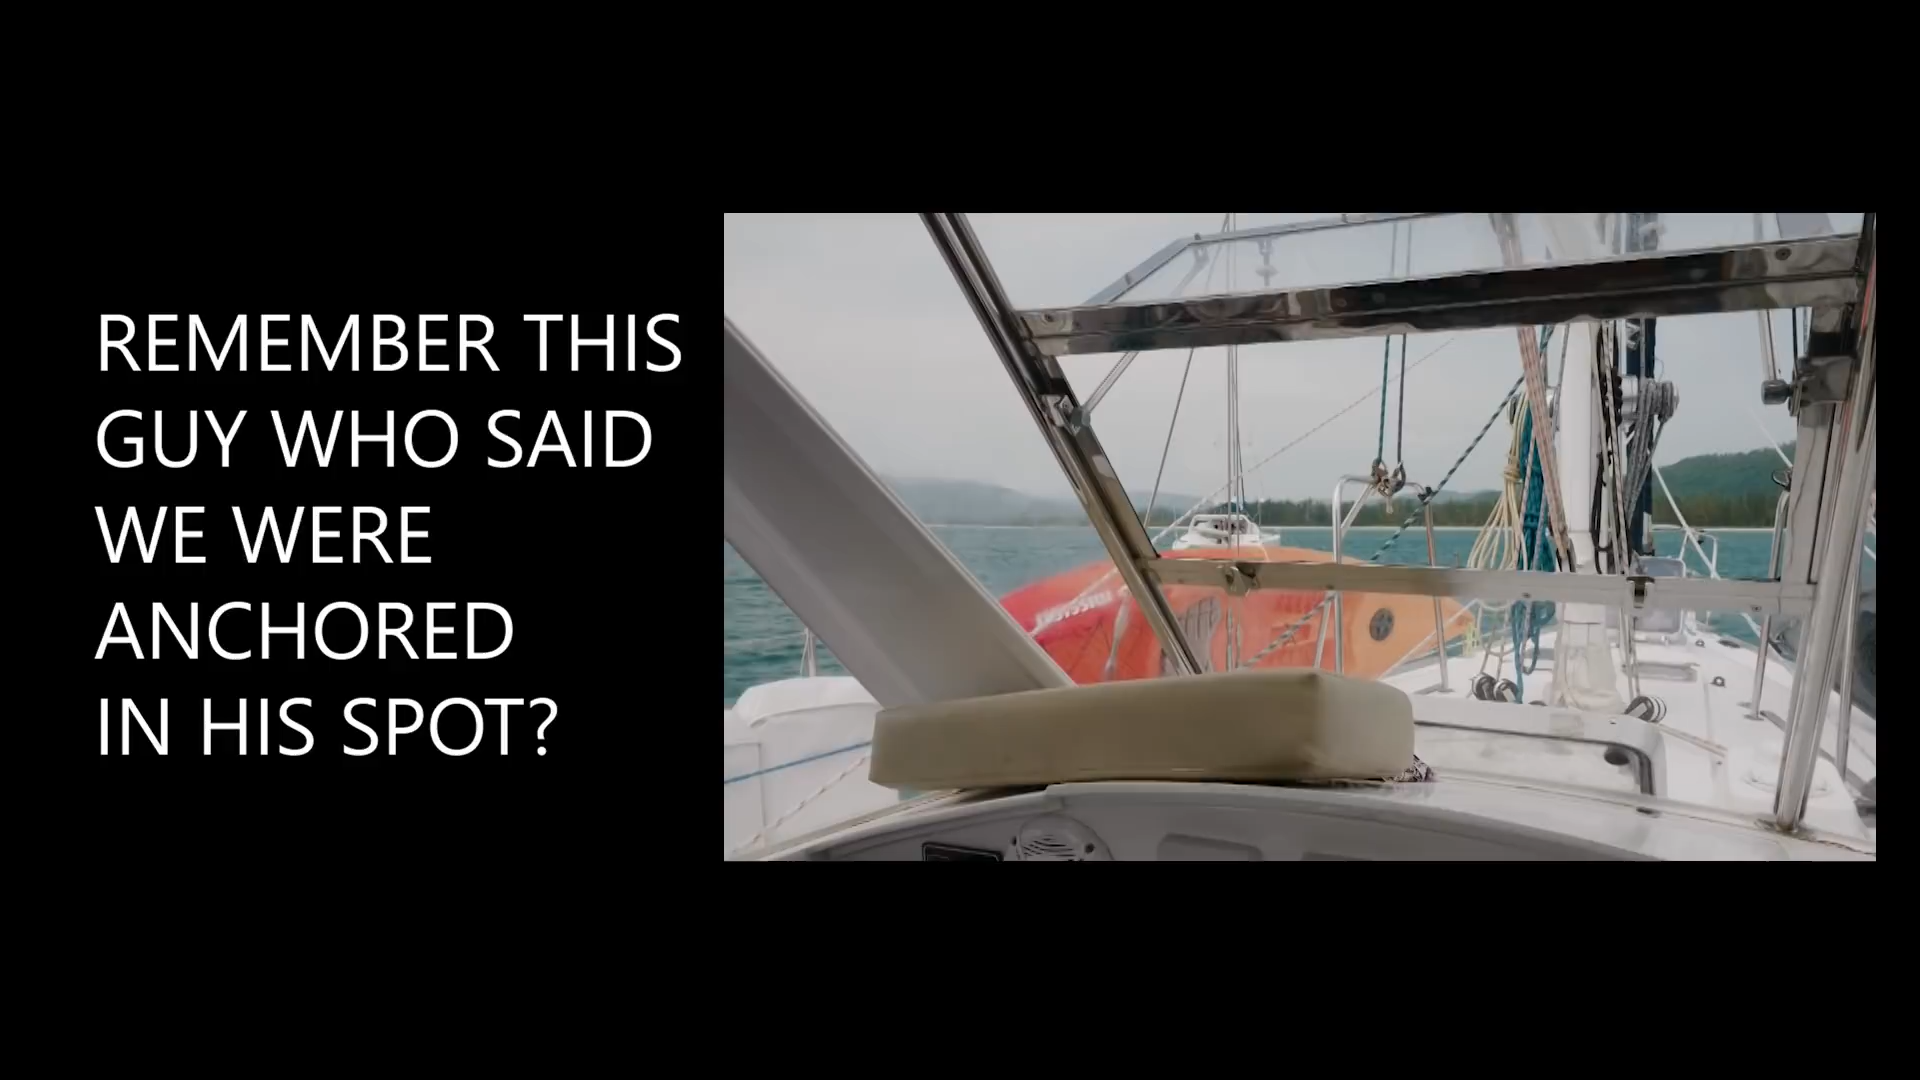 REMEMBER THIS
GUY WHO SAID
WE WERE
ANCHORED
IN HIS SPOT?